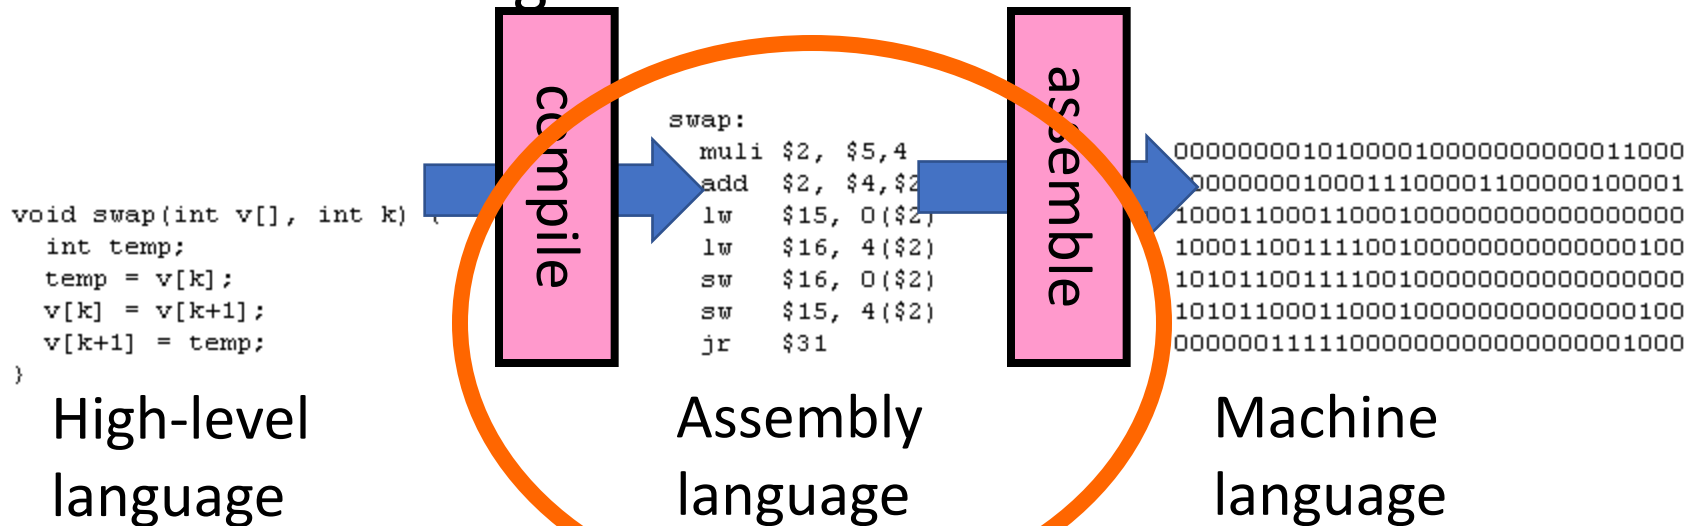 compile
assemble
void swap(int v[], int k) {
int temp;
temp = v[k];
v[k] = v[k+1];
v[k+1] = temp;
}
High-level
language
swap:
muli $2, $5,4
add $2, $4,$2
lw $15, 0($2)
lw $16, 4($2)
sw $16, 0($2)
sw $15, 4($2)
jr $31
Assembly
language
00000000101000010000000000011000
0000000100011100001100000100001
10001100011000100000000000000000
10001100111100100000000000000100
10101100111100100000000000000000
10101100011000100000000000000100
00000011111000000000000000001000
Machine
language